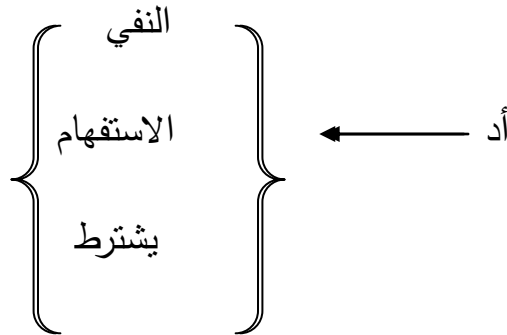 النفي
الاستفهام
أد
يشترط